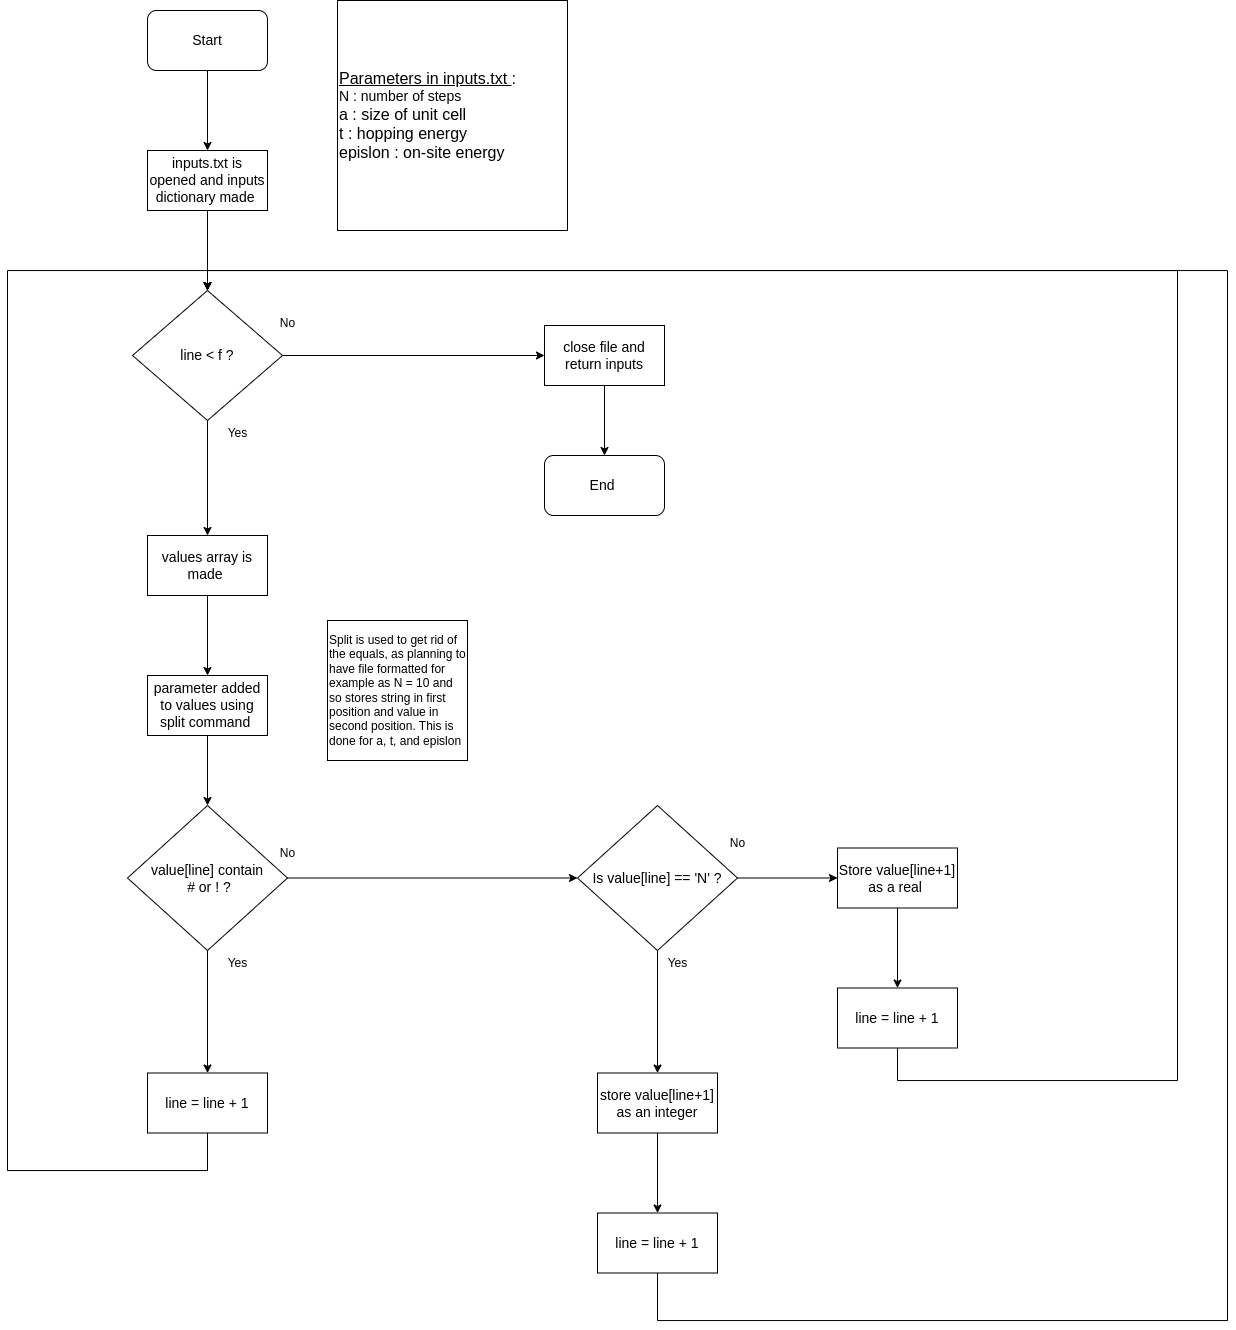 Start
Parameters in inputs.txt :
N : number of steps
a : size of unit cell
t : hopping energy
epislon : on-site energy
inputs.txt is
opened and inputs
dictionary made
line < f ?
No
Yes
close file and
return inputs
End
values array is
made
Split is used to get rid of
the equals, as planning to
have file formatted for
example as N = 10 and
so stores string in first
position and value in
second position. This is
done for a, t, and epislon
parameter added
to values using
split command
value[line] contain
# or ! ?
No
Yes
Is value[line] == 'N' ?
No
Yes
Store value[line+1]
as a real
line = line + 1
line = line + 1
store value[line+1]
as an integer
line = line + 1